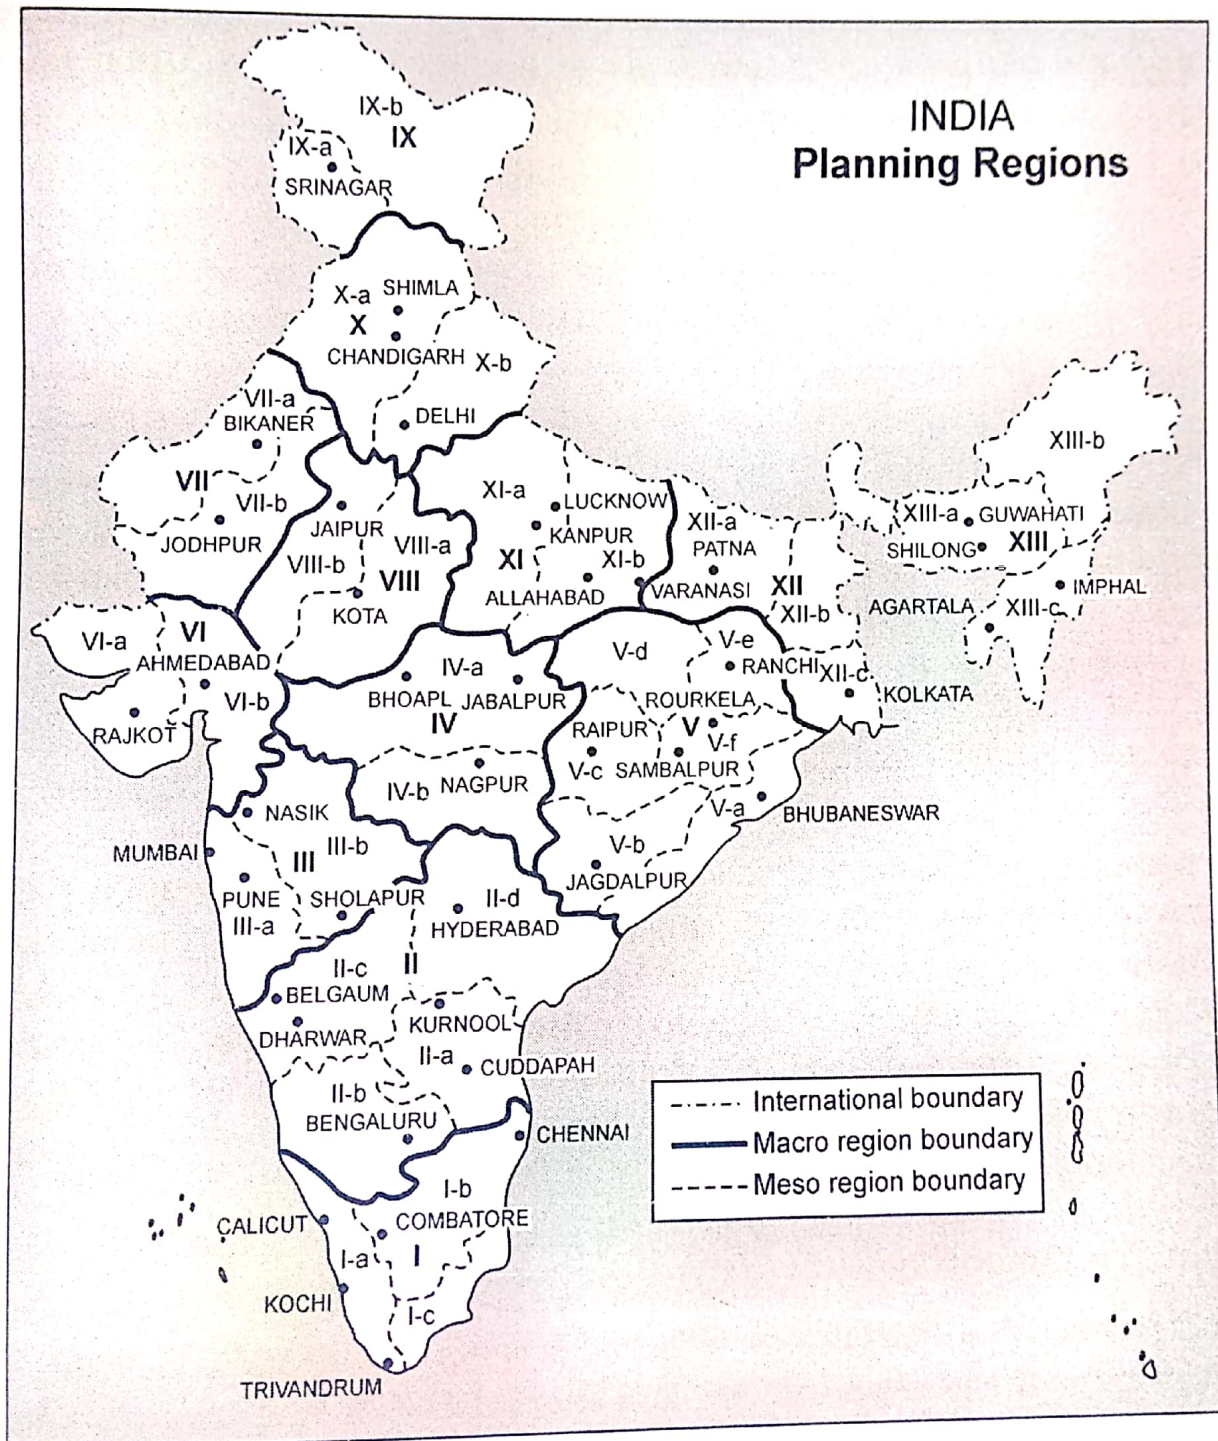 INDIA
Planning Regions
IX-b
IX
IX-a
SRINAGAR
X-a
SHIMLA
X
CHANDIGARH
X-b
VII-a
BIKANER
DELHI
VII
VII-b
JODHPUR
JAIPUR
VIII-a
VIII-b
VIII
KOTA
XI-a
LUCKNOW
KANPUR
XI
XI-b
ALLAHABAD
XII-a
PATNA
VARANASI
XII
XII-b
XIII-b
XIII-a
GUWAHATI
SHILONG
XIII
IMPHAL
AGARTALA
XIII-c
VI-a
VI
AHMEDABAD
VI-b
RAJKOT
IV-a
BHOAPL
JABALPUR
IV
IV-b
NAGPUR
V-d
V-e
RANCHI
XII-c
KOLKATA
ROURKELA
RAIPUR
V
V-f
V-c
SAMBALPUR
V-a
BHUBANESWAR
V-b
JAGDALPUR
NASIK
MUMBAI
III
III-b
PUNE
SHOLAPUR
III-a
II-d
HYDERABAD
II-c
II
BELGAUM
DHARWAR
KURNOOL
II-a
CUDDAPAH
II-b
BENGALURU
CHENNAI
I-b
CALICUT
COMBATORE
I-a
I
KOCHI
I-c
TRIVANDRUM
International boundary
Macro region boundary
Meso region boundary